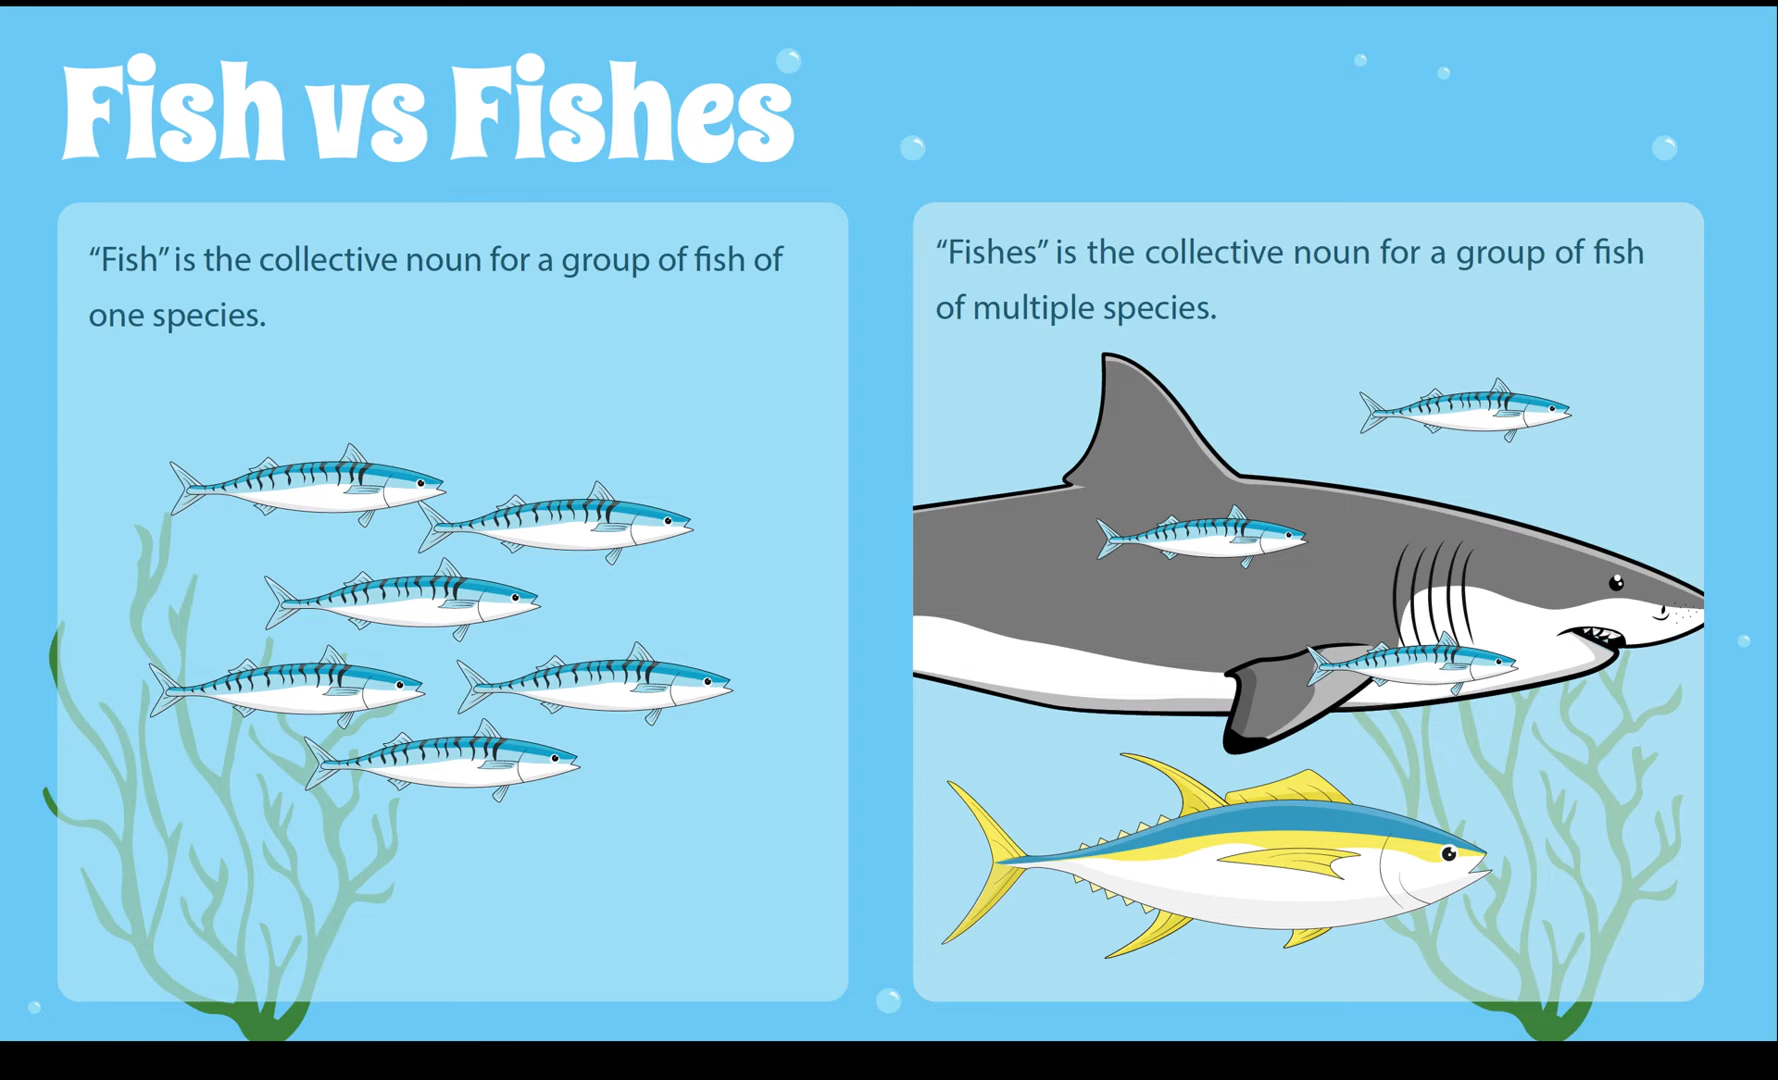 Fish vs Fishes
“Fish” is the collective noun for a group of fish of
one species.
“Fishes” is the collective noun for a group of fish
of multiple species.